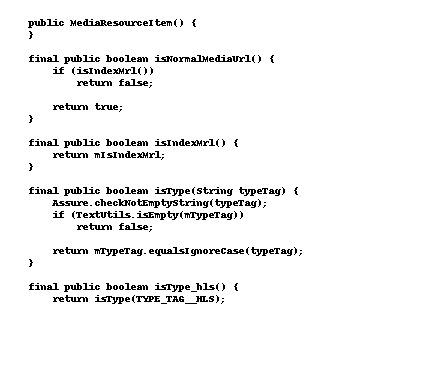 public MediaResourceItem() {
}
final public boolean isNormalMediaUrl() {
if (isIndexMrl())
return false;
return true;
}
final public boolean isIndexMrl() {
return mIsIndexMrl;
}
final public boolean isType(String typeTag) {
Assure.checkNotEmptyString(typeTag);
if (TextUtils.isEmpty(mTypeTag))
return false;
return mTypeTag.equalsIgnoreCase(typeTag);
}
final public boolean isType_hls() {
return isType(TYPE_TAG__HLS);